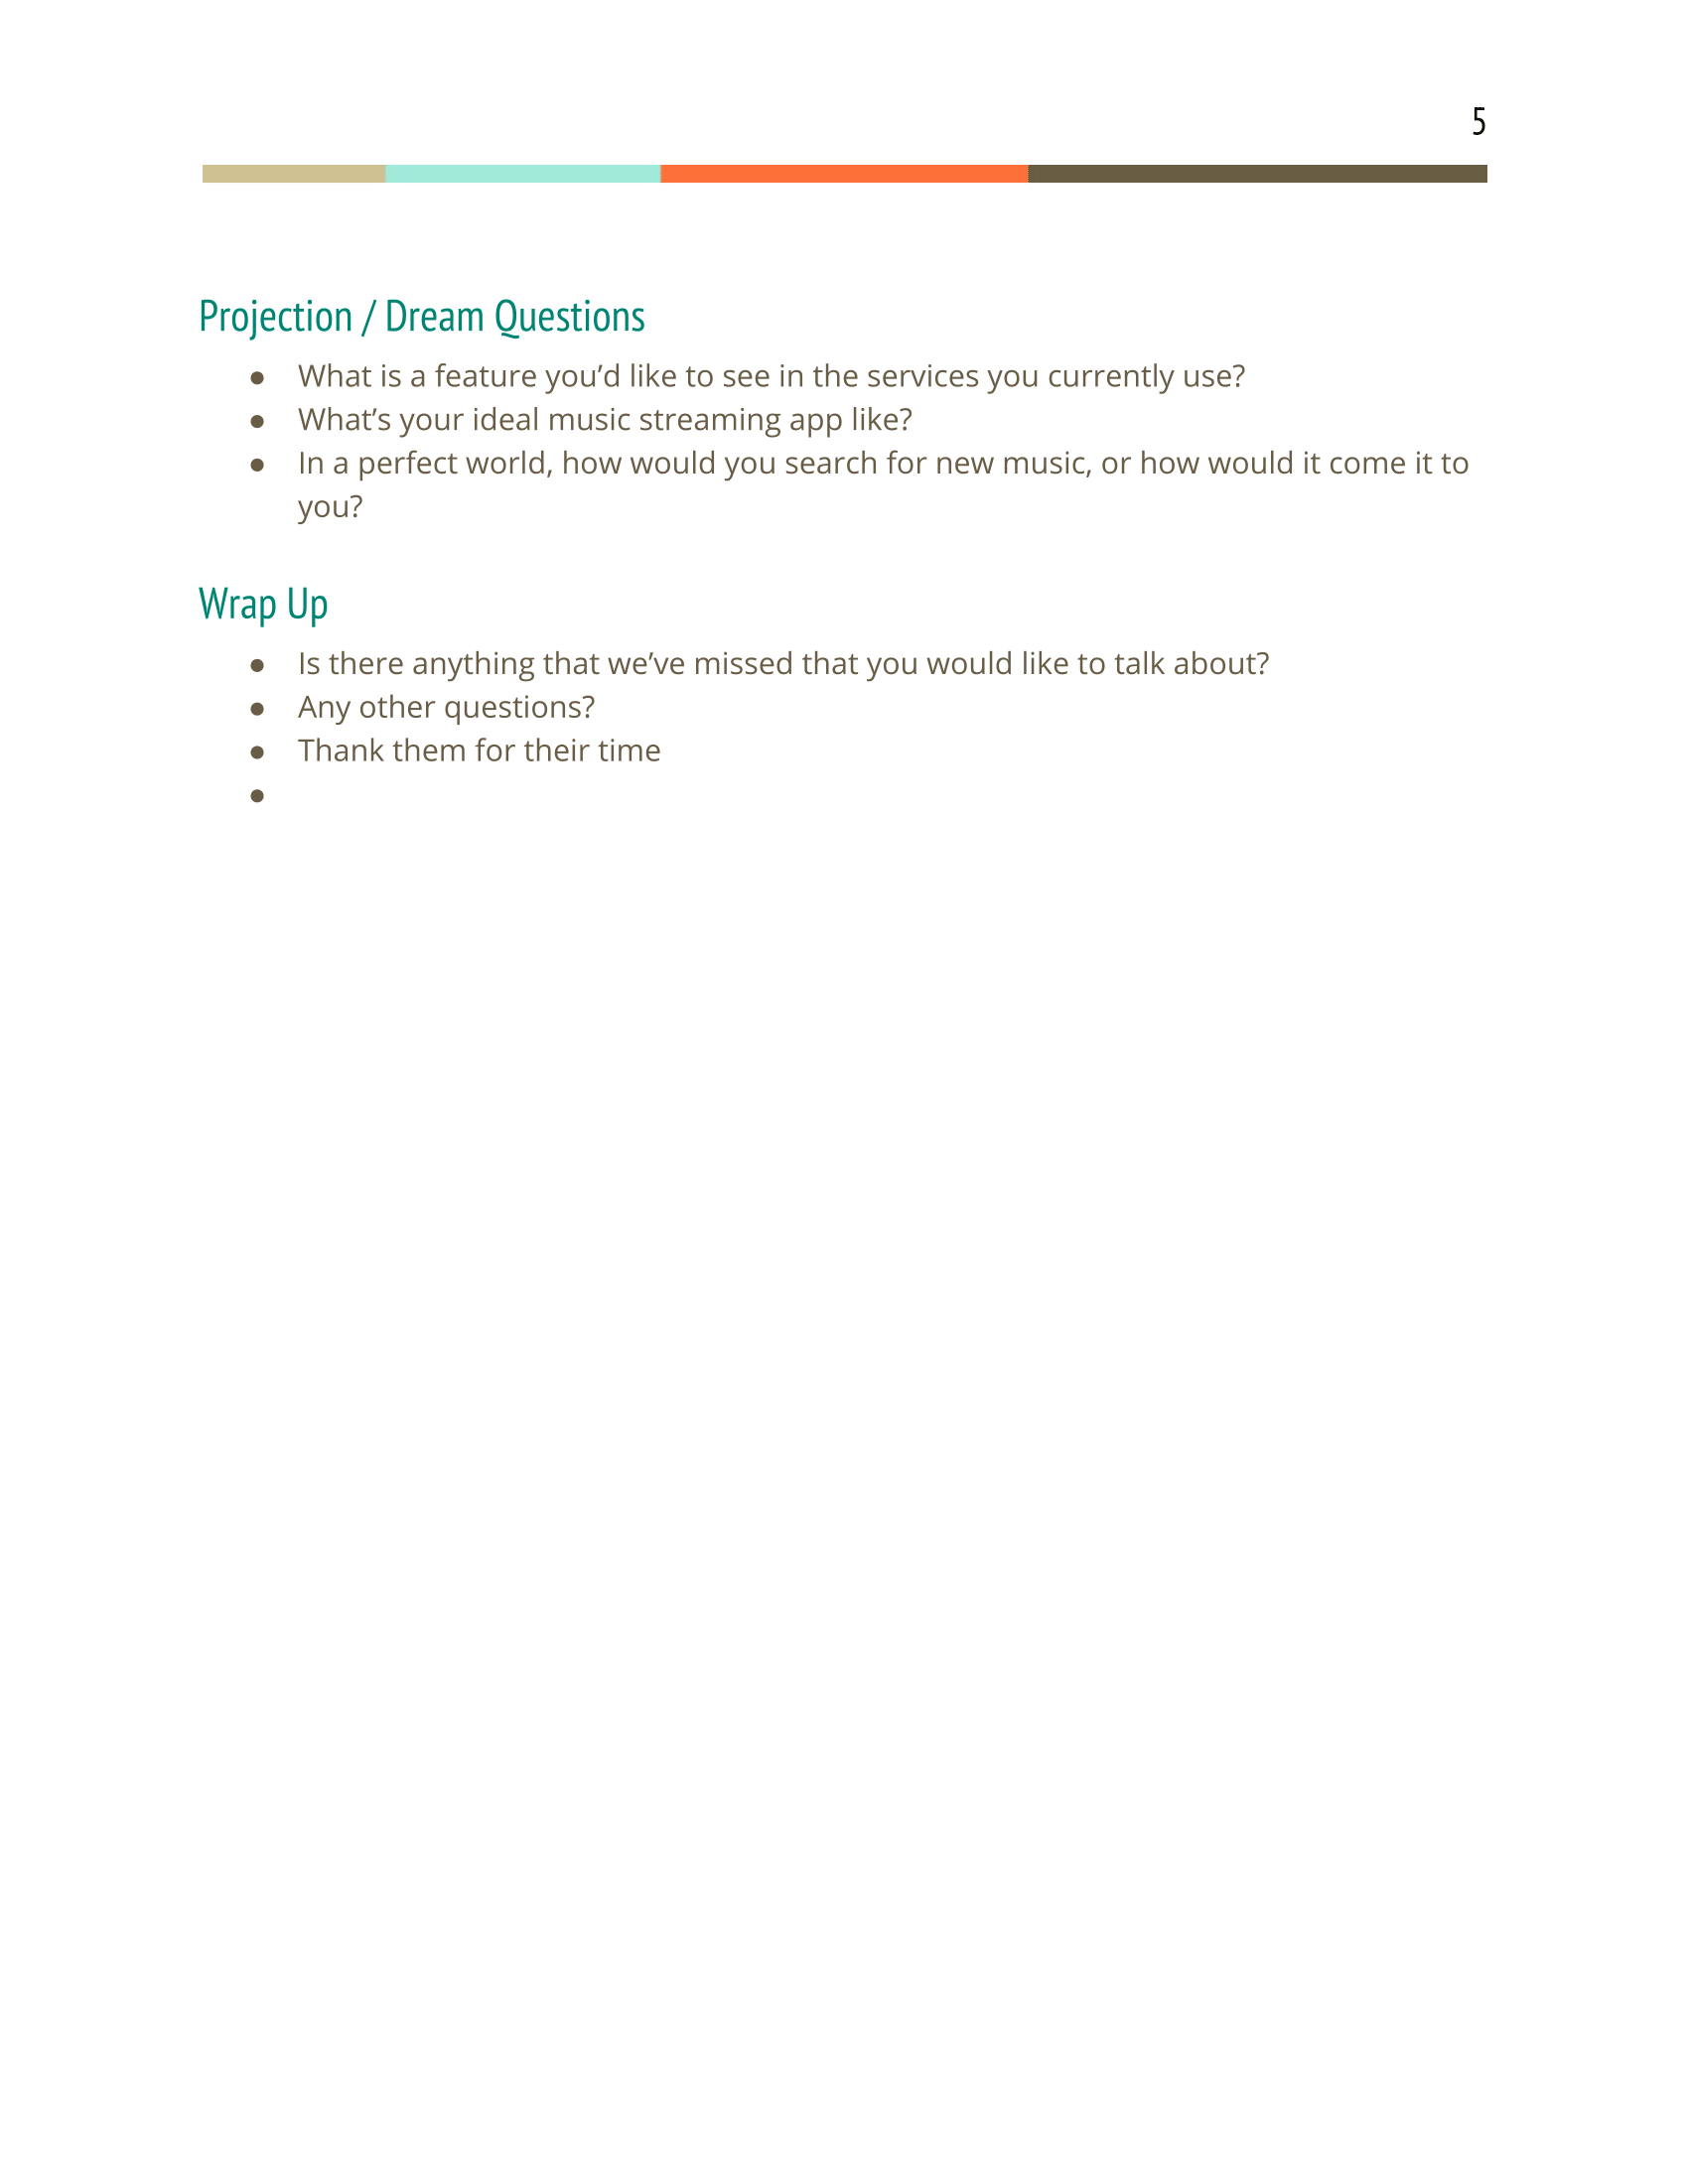 5
Projection / Dream Questions
● What is a feature you’d like to see in the services you currently use?
● What’s your ideal music streaming app like?
● In a perfect world, how would you search for new music, or how would it come it to
you?
Wrap Up
● Is there anything that we’ve missed that you would like to talk about?
● Any other questions?
● Thank them for their time
●